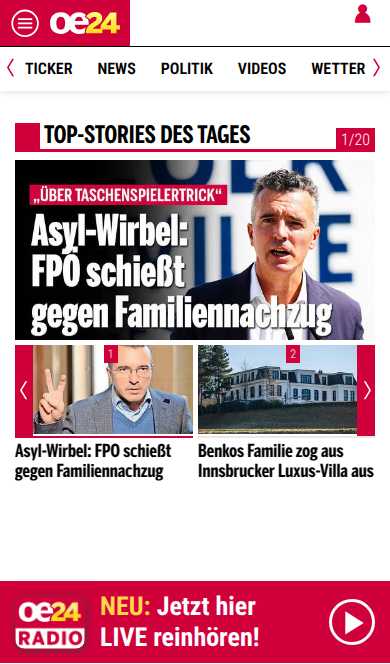 oe24
TICKER NEWS POLITIK VIDEOS WETTER
TOP-STORIES DES TAGES
1/20
„ÜBER TASCHENSPIELERTRICK“
Asyl-Wirbel:
FPÖ schießt
gegen Familiennachzug
1
2
Asyl-Wirbel: FPÖ schießt
gegen Familiennachzug
Benkos Familie zog aus
Innsbrucker Luxus-Villa aus
oe24
RADIO
NEU: Jetzt hier
LIVE reinhören!